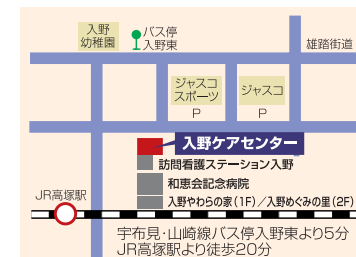 入野
幼稚園
バス停
入野東
雄踏街道
ジャスコ
スポーツ
P
ジャスコ
P
入野ケアセンター
訪問看護ステーション入野
和恵会記念病院
入野やわらの家(1F)/入野めぐみの里(2F)
JR高塚駅
宇布見・山崎線バス停入野東より5分
JR高塚駅より徒歩20分